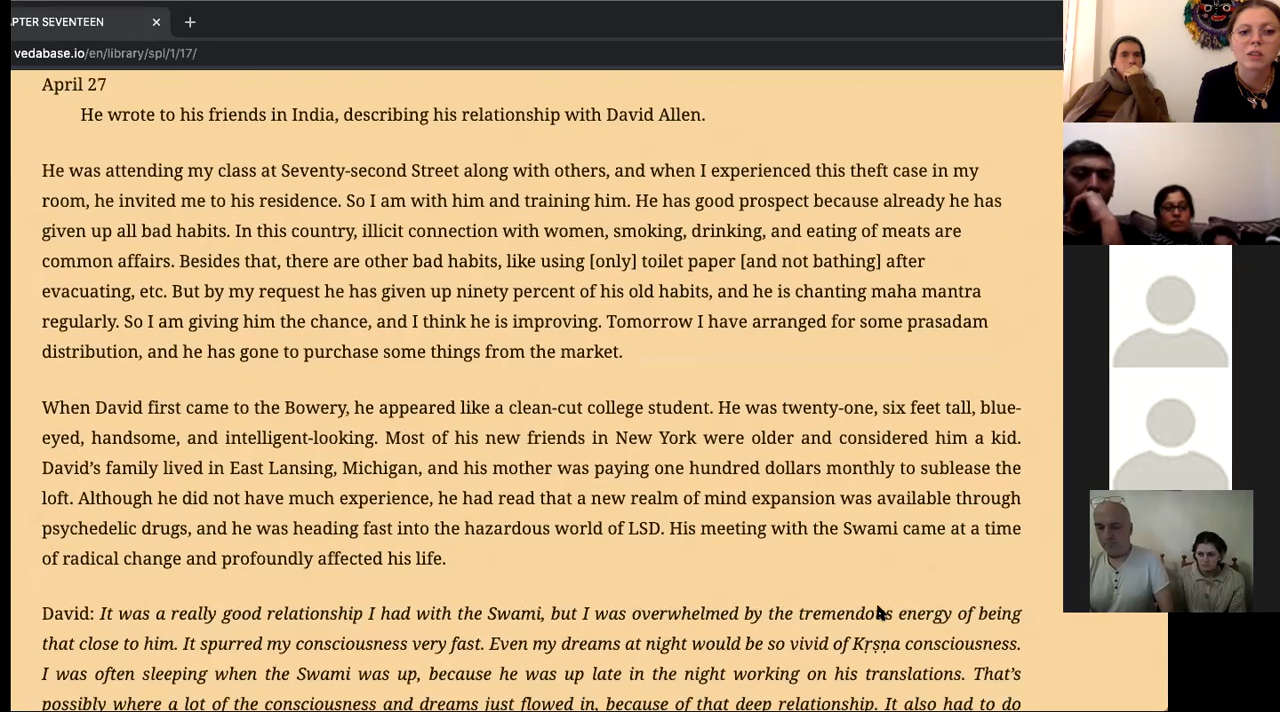 PTER SEVENTEEN
vedabase.io/en/library/spl/1/17/
April 27
He wrote to his friends in India, describing his relationship with David Allen.
He was attending my class at Seventy-second Street along with others, and when I experienced this theft case in my
room, he invited me to his residence. So I am with him and training him. He has good prospect because already he has
given up all bad habits. In this country, illicit connection with women, smoking, drinking, and eating of meats are
common affairs. Besides that, there are other bad habits, like using [only] toilet paper [and not bathing] after
evacuating, etc. But by my request he has given up ninety percent of his old habits, and he is chanting maha mantra
regularly. So I am giving him the chance, and I think he is improving. Tomorrow I have arranged for some prasadam
distribution, and he has gone to purchase some things from the market.
When David first came to the Bowery, he appeared like a clean-cut college student. He was twenty-one, six feet tall, blue-
eyed, handsome, and intelligent-looking. Most of his new friends in New York were older and considered him a kid.
David’s family lived in East Lansing, Michigan, and his mother was paying one hundred dollars monthly to sublease the
loft. Although he did not have much experience, he had read that a new realm of mind expansion was available through
psychedelic drugs, and he was heading fast into the hazardous world of LSD. His meeting with the Swami came at a time
of radical change and profoundly affected his life.
David: It was a really good relationship I had with the Swami, but I was overwhelmed by the tremendous energy of being
that close to him. It spurred my consciousness very fast. Even my dreams at night would be so vivid of Kṛṣṇa consciousness.
I was often sleeping when the Swami was up, because he was up late in the night working on his translations. That’s
possibly where a lot of the consciousness and dreams just flowed in, because of that deep relationship. It also had to do